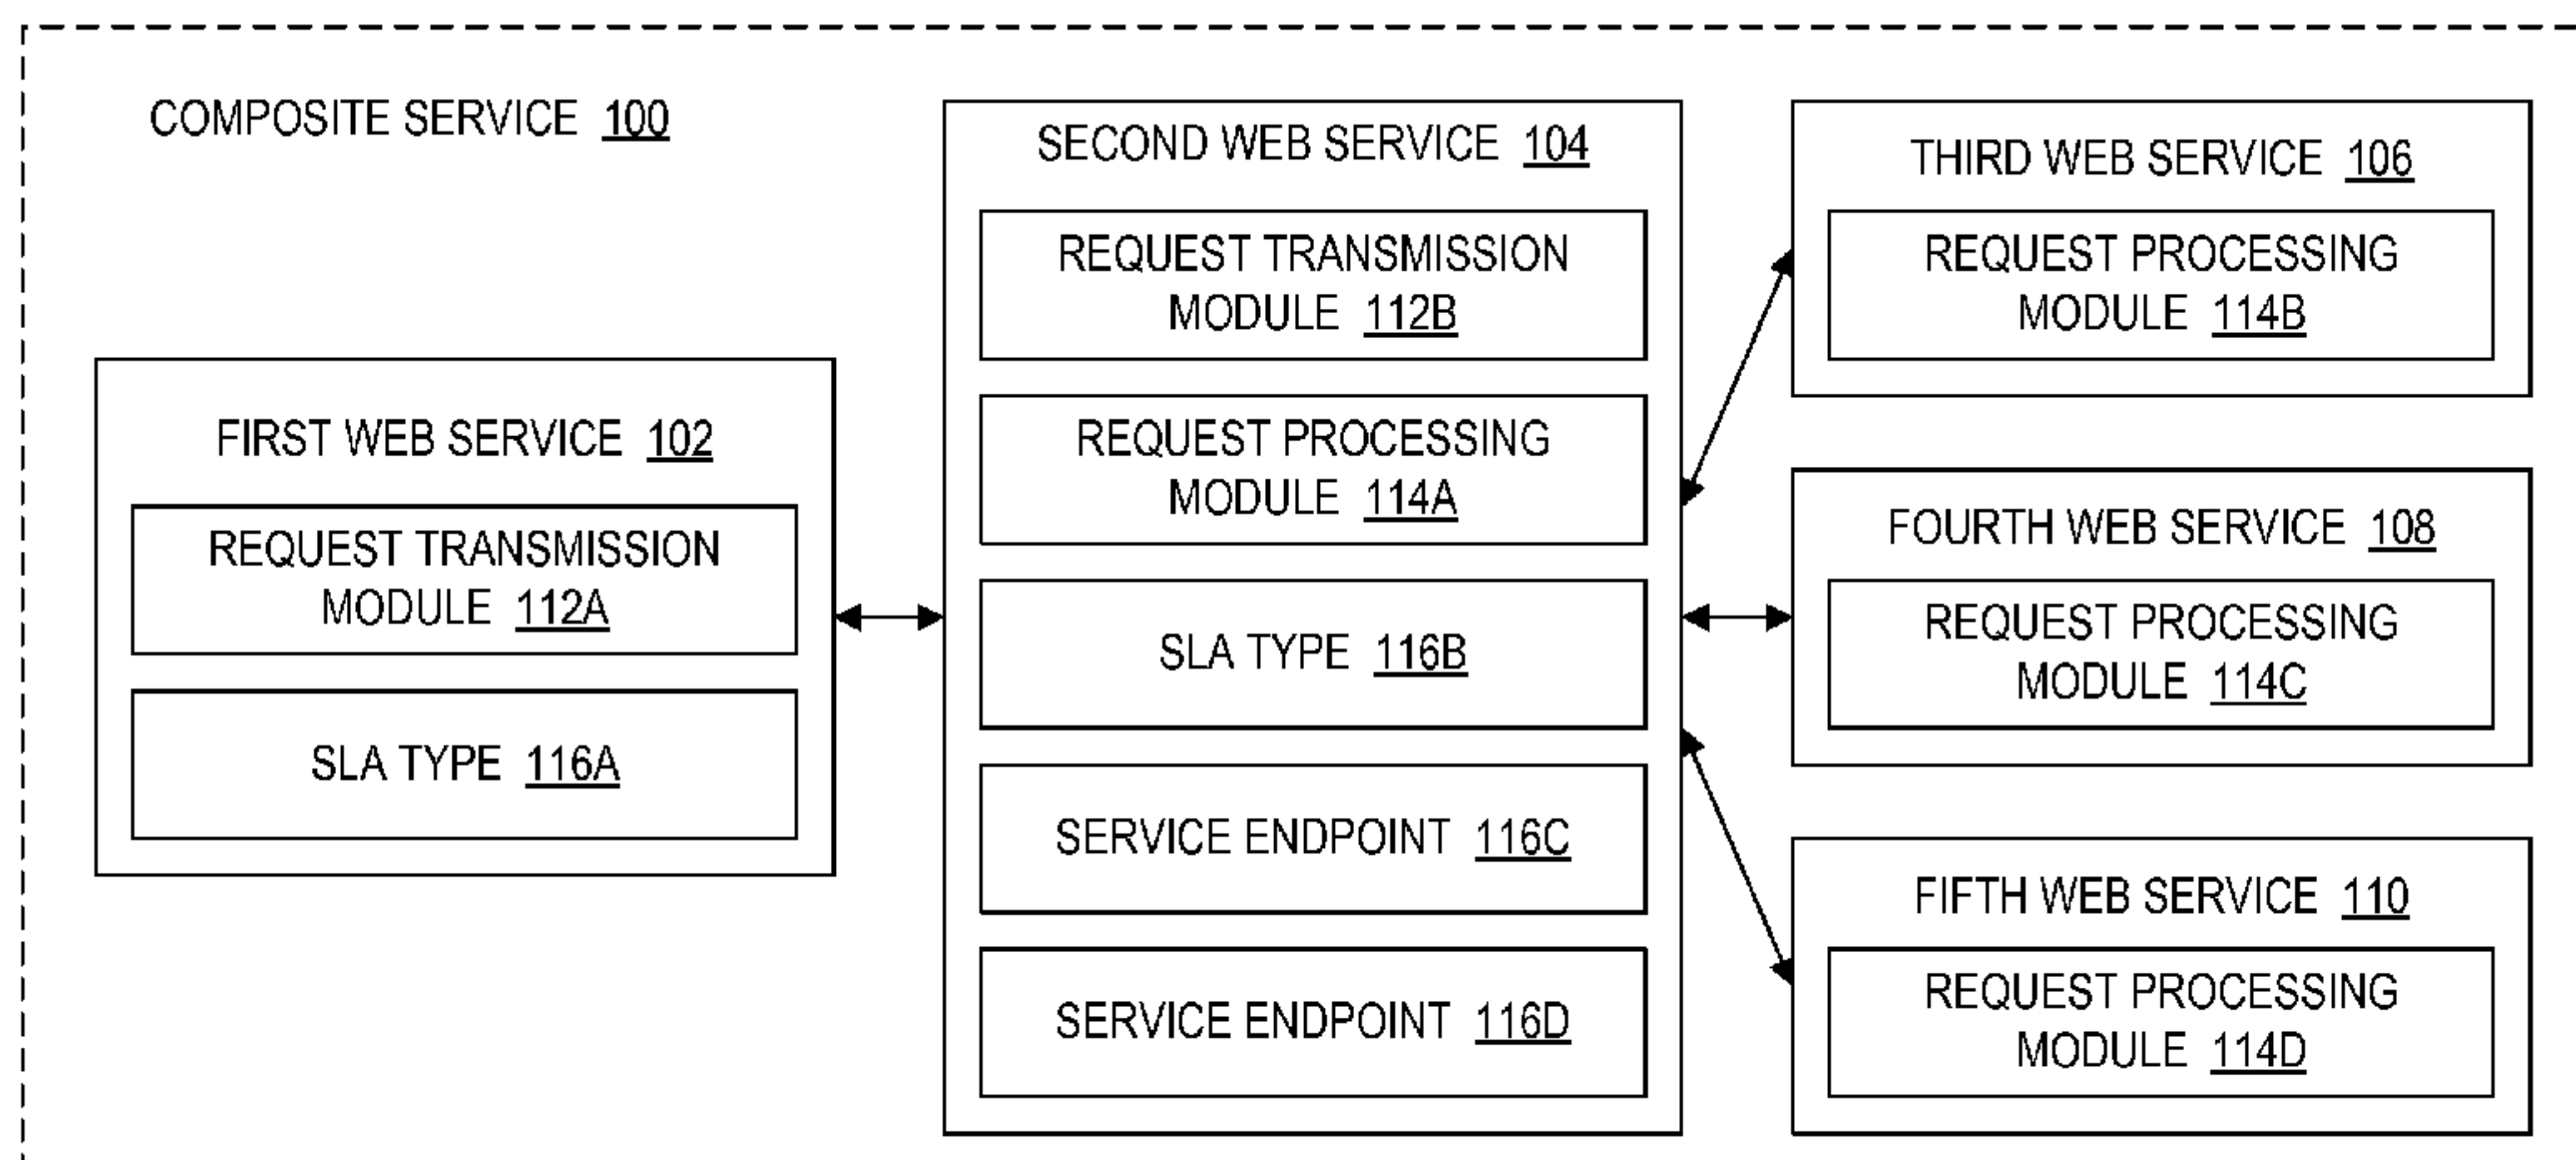 COMPOSITE SERVICE 100
FIRST WEB SERVICE 102
REQUEST TRANSMISSION
MODULE 112A
SLA TYPE 116A
SECOND WEB SERVICE 104
REQUEST TRANSMISSION
MODULE 112B
REQUEST PROCESSING
MODULE 114A
SLA TYPE 116B
SERVICE ENDPOINT 116C
SERVICE ENDPOINT 116D
THIRD WEB SERVICE 106
REQUEST PROCESSING
MODULE 114B
FOURTH WEB SERVICE 108
REQUEST PROCESSING
MODULE 114C
FIFTH WEB SERVICE 110
REQUEST PROCESSING
MODULE 114D